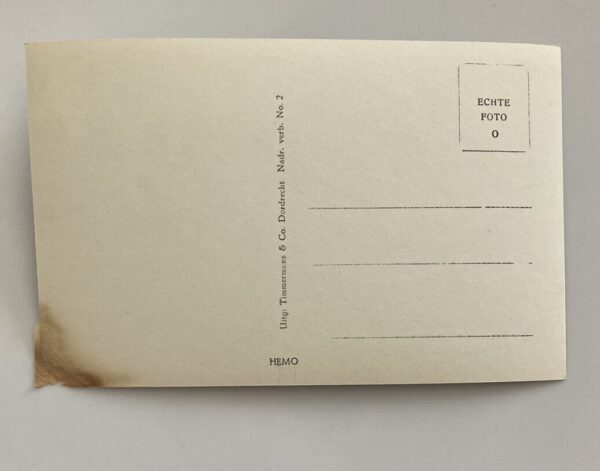 Uitg: Timmermans & Co. Dordrecht Nadr. verb. No. 2
ECHTE
FOTO
O
HEMO